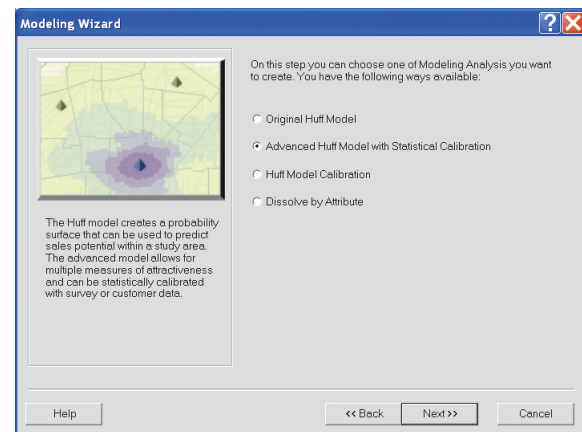 Modeling Wizard
On this step you can choose one of Modeling Analysis you want
to create. You have the following ways available:
Original Huff Model
Advanced Huff Model with Statistical Calibration
Huff Model Calibration
Dissolve by Attribute
The Huff model creates a probability
surface that can be used to predict
sales potential within a study area.
The advanced model allows for
multiple measures of attractiveness
and can be statistically calibrated
with survey or customer data.
Help
<< Back
Next >>
Cancel